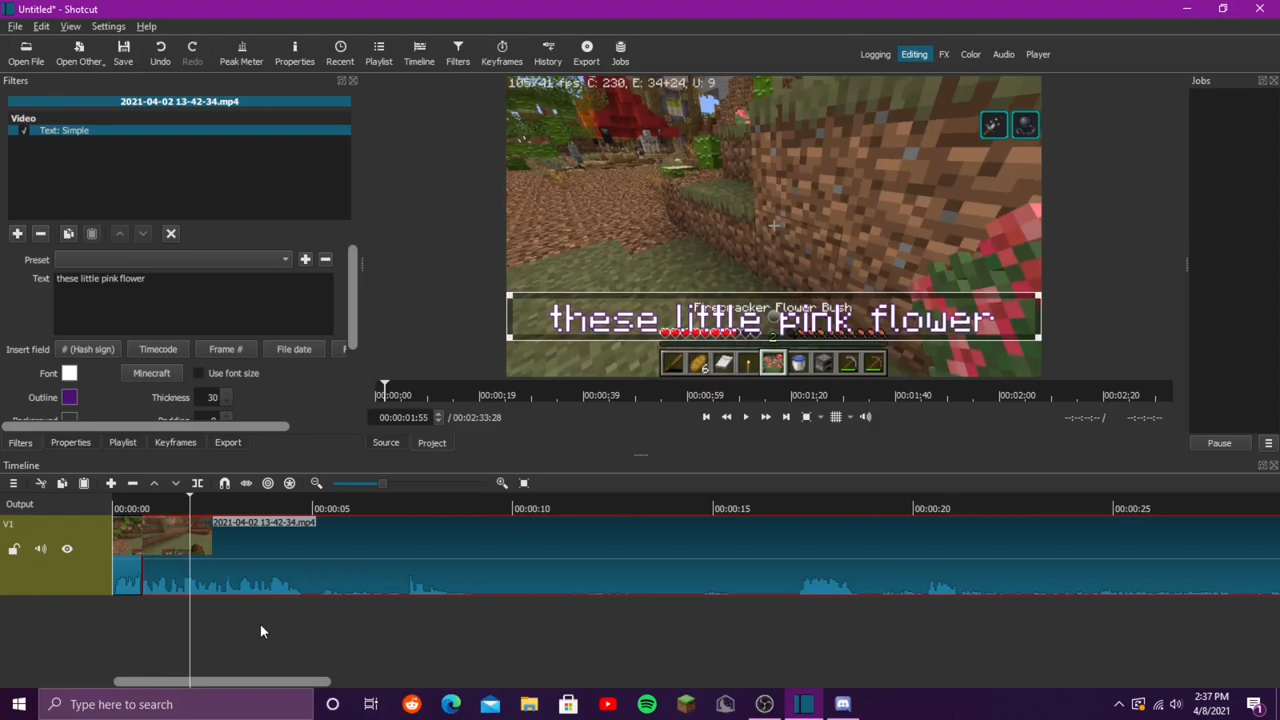 Untitled* - Shotcut
File Edit View Settings Help
Open File Open Other... Save Undo Redo Peak Meter Properties Recent Playlist Timeline Filters Keyframes History Export Jobs
Logging Editing FX Color Audio Player
Filters
Jobs
2021-04-02 13-42-34.mp4
Video
Text: Simple
Preset
Text these little pink flower
Insert field # (Hash sign) Timecode Frame # File date
Font Minecraft Use font size
Outline Thickness 30
C: 230, E: 34+24, U: 9
Firecracker Flower Bush
these little pink flower
2
6
00:00:00 00:00:19 00:00:39 00:00:59 00:01:20 00:01:40 00:02:00 00:02:20
00:00:01:55 / 00:02:33:28 --:--:--:-- / --:--:--:--
Filters Properties Playlist Keyframes Export
Source Project
Pause
Timeline
Output
00:00:00 00:00:05 00:00:10 00:00:15 00:00:20 00:00:25
V1
2021-04-02 13-42-34.mp4
Type here to search
2:37 PM
4/8/2021
1